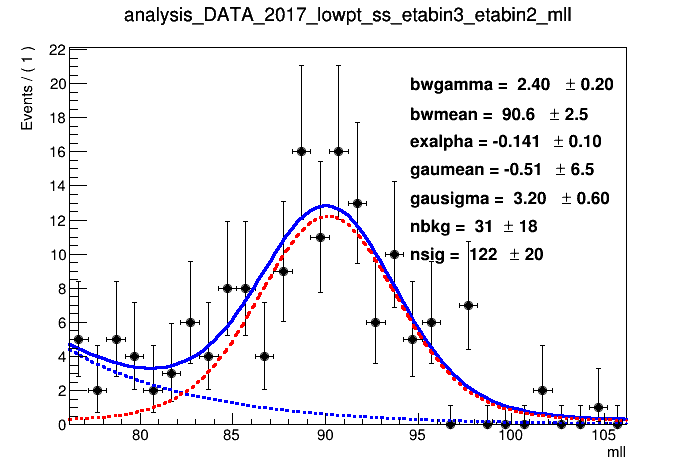 analysis_DATA_2017_lowpt_ss_etabin3_etabin2_mll
Events / ( 1 )
22
20
18
16
14
12
10
8
6
4
2
0
bwgamma = 2.40 ± 0.20
bwmean = 90.6 ± 2.5
exalpha = -0.141 ± 0.10
gaumean = -0.51 ± 6.5
gausigma = 3.20 ± 0.60
nbkg = 31 ± 18
nsig = 122 ± 20
80 85 90 95 100 105
mll